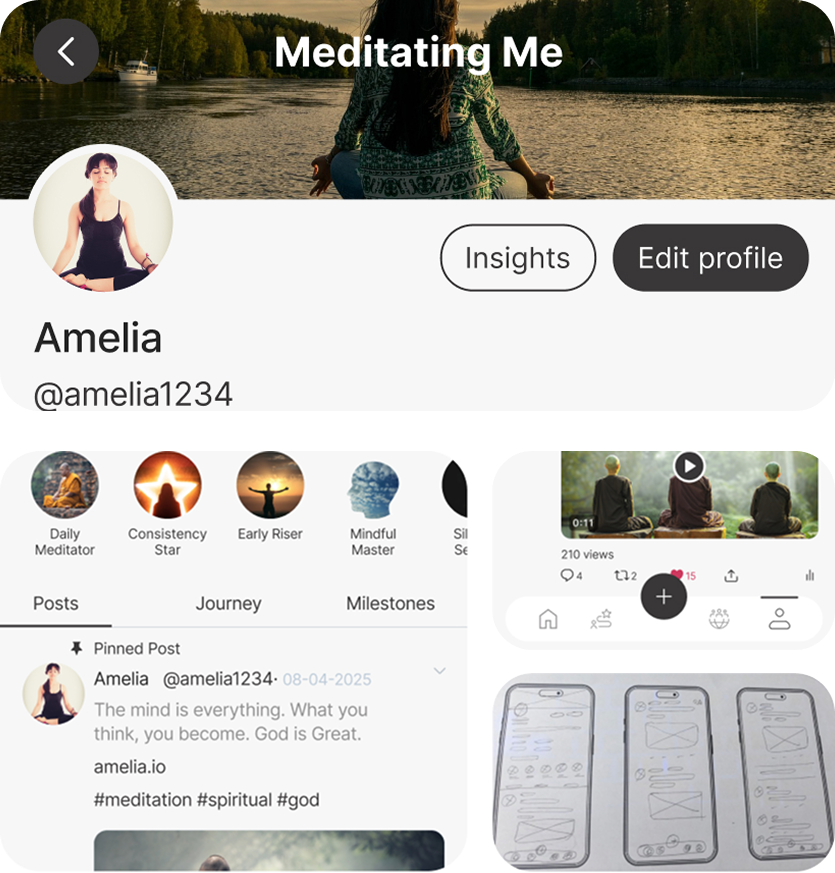 Meditating Me
Insights
Edit profile
Amelia
@amelia1234
Daily
Meditator
Consistency
Star
Early Riser
Mindful
Master
Posts
Journey
Milestones
Pinned Post
Amelia @amelia1234· 08-04-2025
The mind is everything. What you
think, you become. God is Great.
amelia.io
#meditation #spiritual #god
0:11
210 views
4
2
15